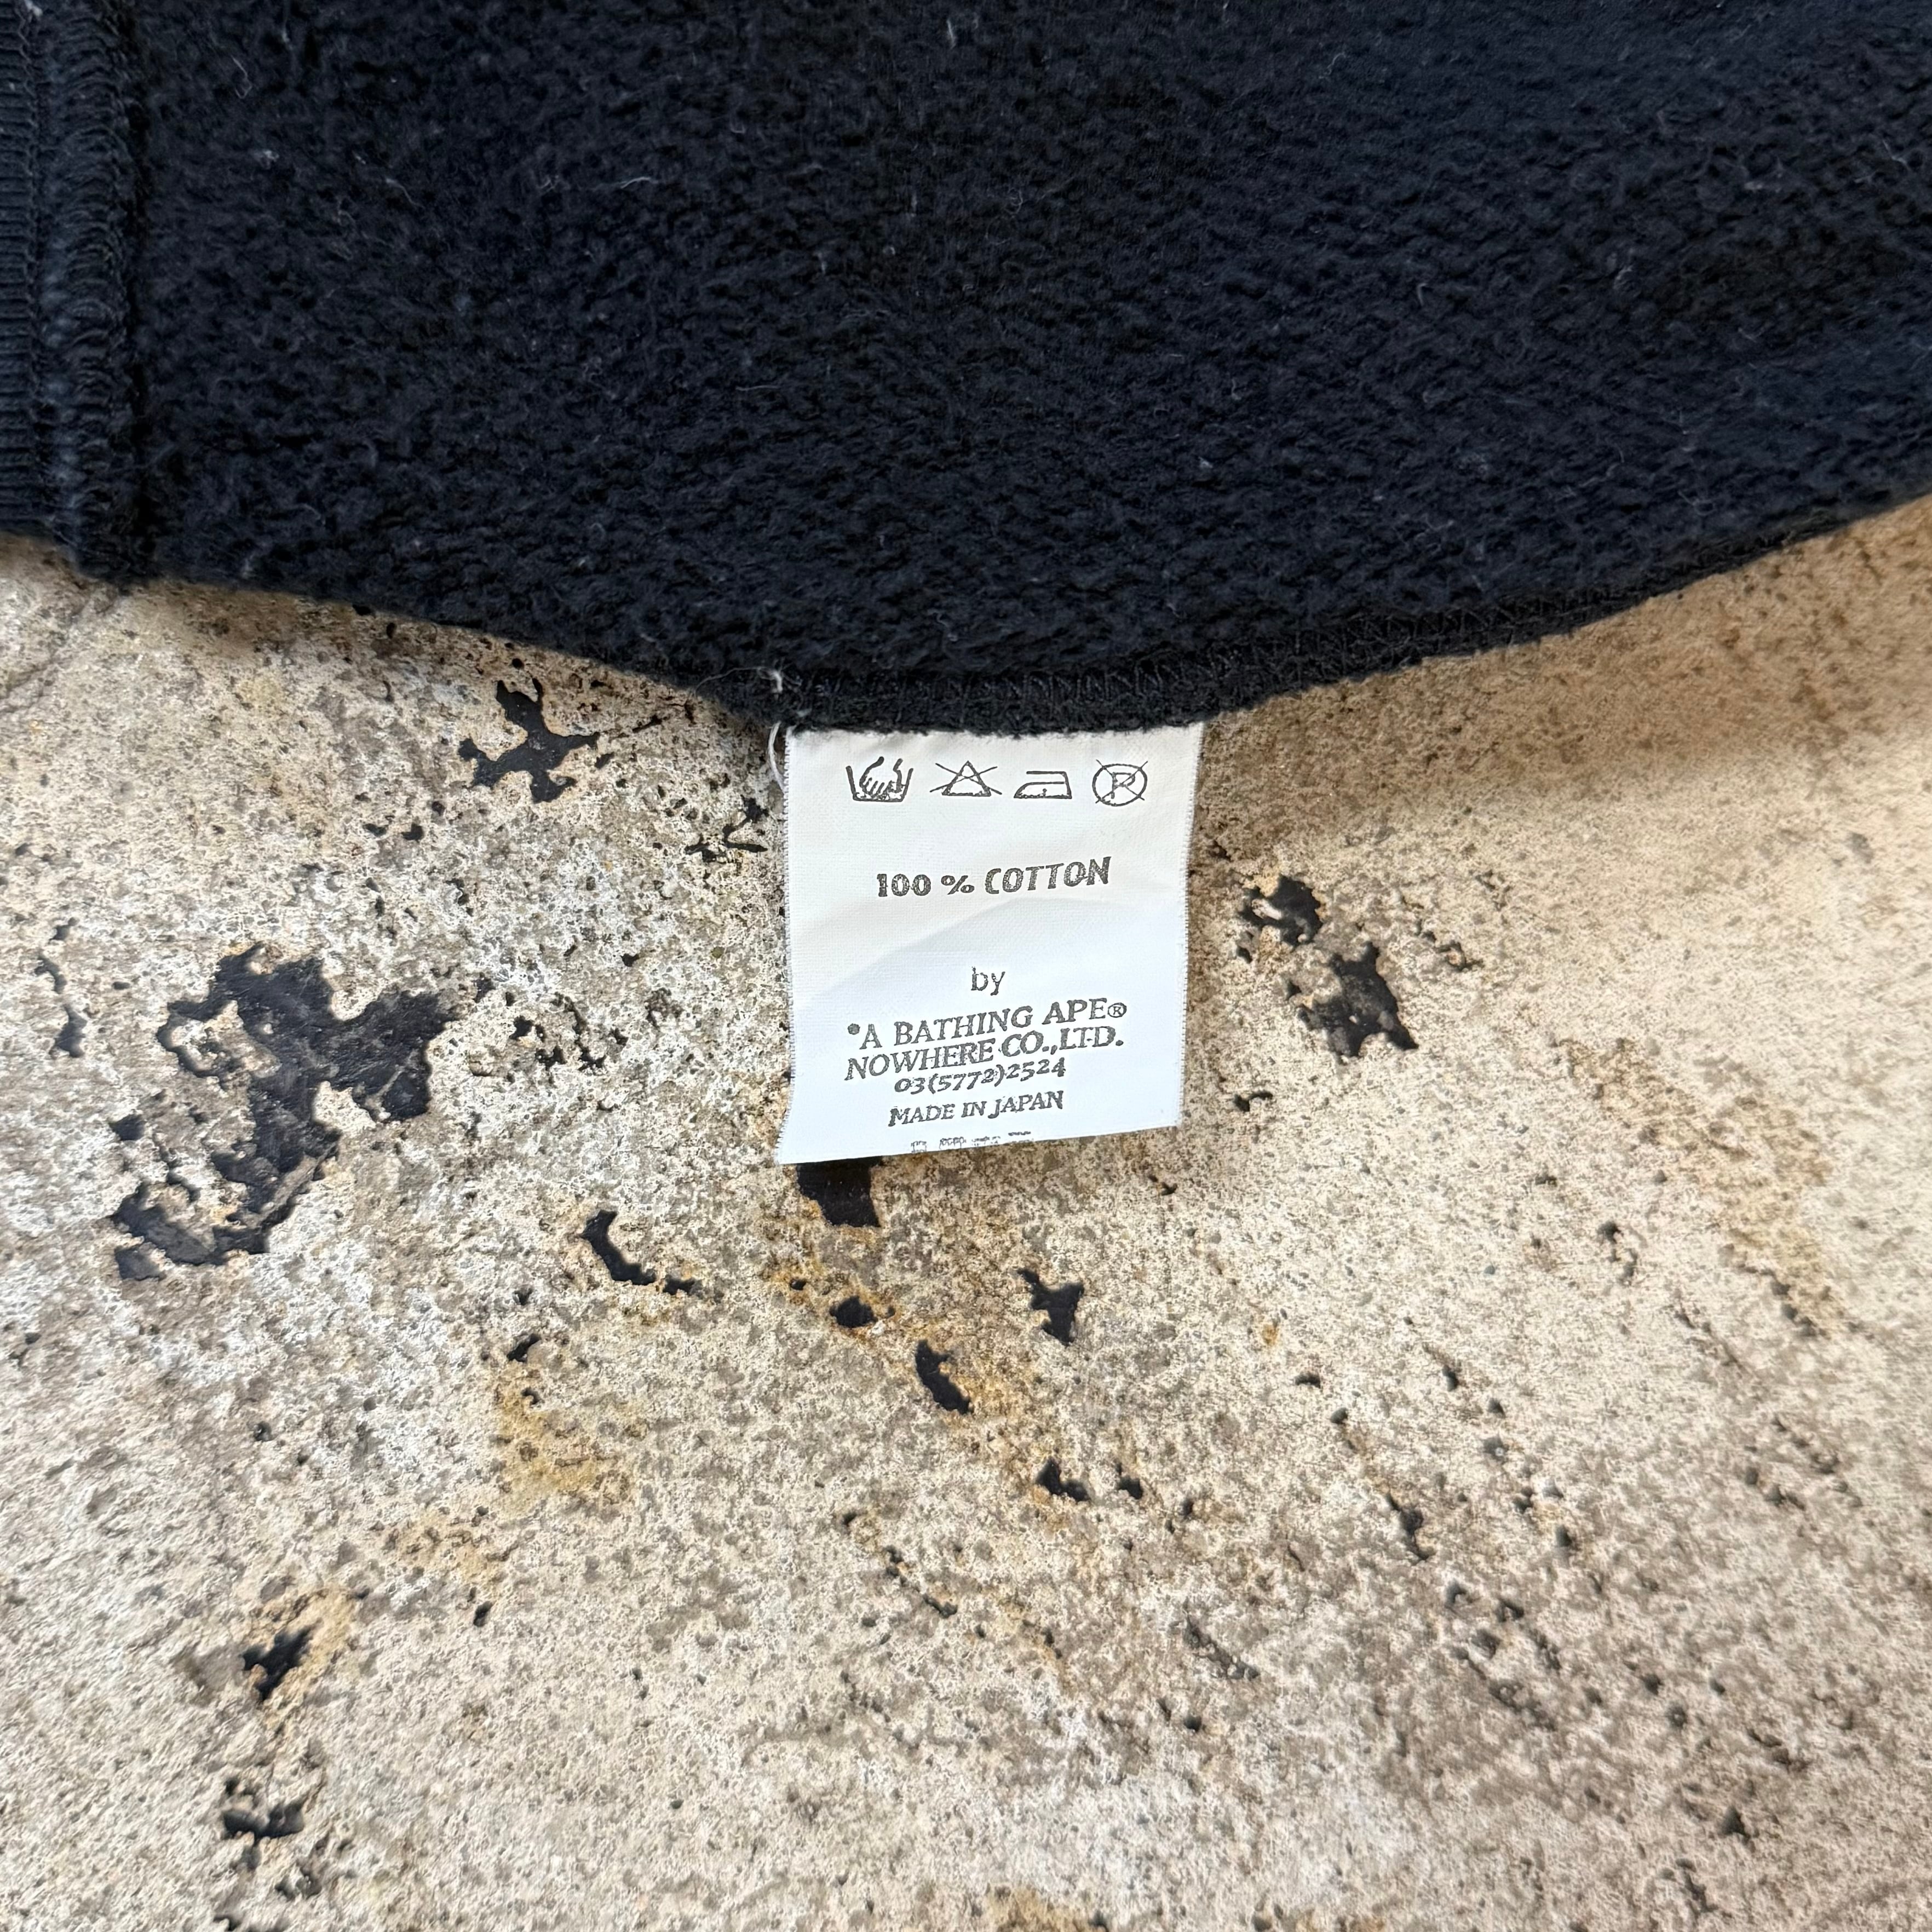 100 % COTTON
by
*A BATHING APE®
NOWHERE CO.,LTD.
03(5772)2524
MADE IN JAPAN